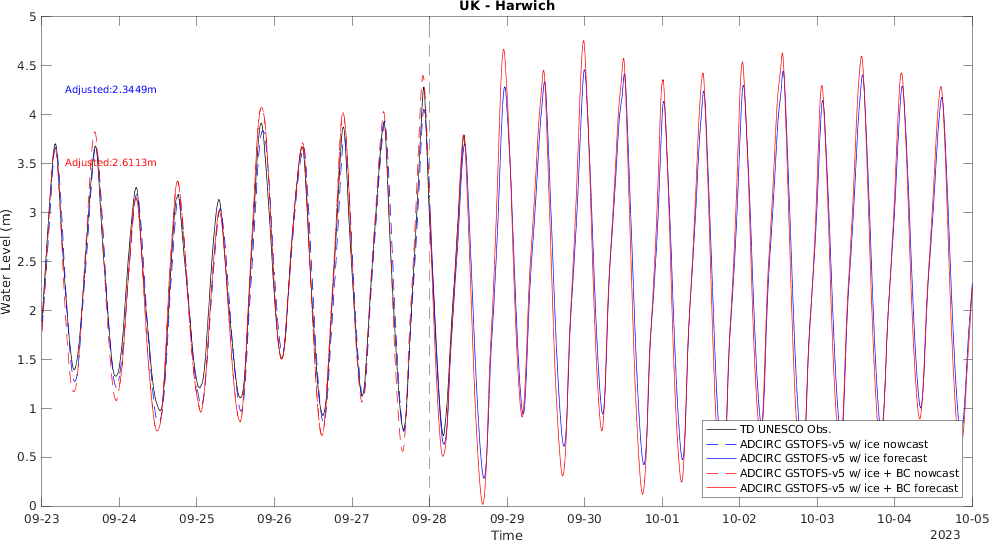 UK - Harwich
5
4.5
4
3.5
3
2.5
2
1.5
1
0.5
0
Water Level (m)
Adjusted:2.3449m
Adjusted:2.6113m
TD UNESCO Obs.
ADCIRC GSTOFS-v5 w/ ice nowcast
ADCIRC GSTOFS-v5 w/ ice forecast
ADCIRC GSTOFS-v5 w/ ice + BC nowcast
ADCIRC GSTOFS-v5 w/ ice + BC forecast
09-23 09-24 09-25 09-26 09-27 09-28 09-29 09-30 10-01 10-02 10-03 10-04 10-05
Time
2023